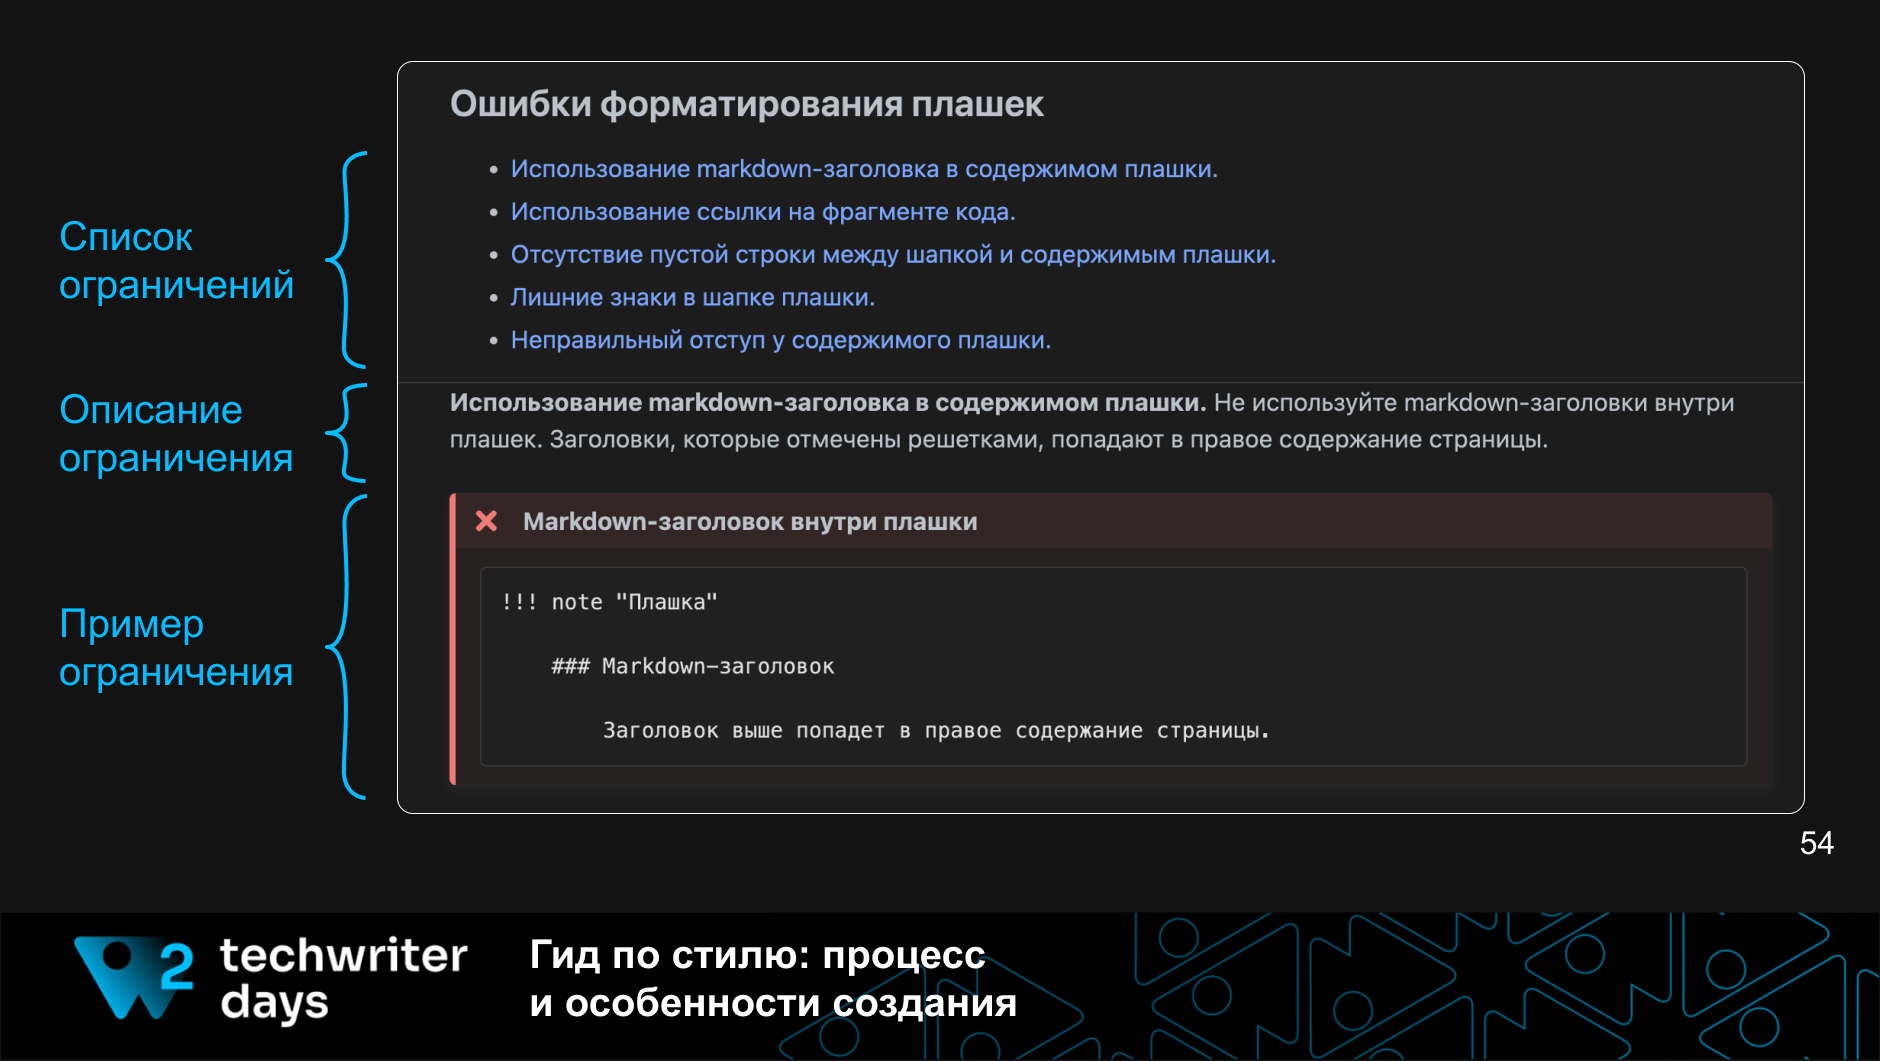 Ошибки форматирования плашек
Список
ограничений
• Использование markdown-заголовка в содержимом плашки.
• Использование ссылки на фрагменте кода.
• Отсутствие пустой строки между шапкой и содержимым плашки.
• Лишние знаки в шапке плашки.
• Неправильный отступ у содержимого плашки.
Описание
ограничения
Использование markdown-заголовка в содержимом плашки. Не используйте markdown-заголовки внутри
плашек. Заголовки, которые отмечены решетками, попадают в правое содержание страницы.
Пример
ограничения
Markdown-заголовок внутри плашки
!!! note "Плашка"
### Markdown-заголовок
Заголовок выше попадет в правое содержание страницы.
54
2 techwriter
days
Гид по стилю: процесс
и особенности создания